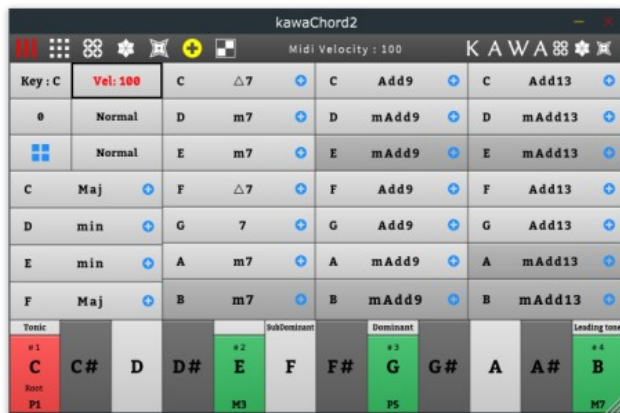 kawaChord2
Midi Velocity : 100 KAWA
Key : C Vel: 100 C △7 C Add9 C Add13
0 Normal D m7 D mAdd9 D mAdd13
Normal E m7 E mAdd9 E mAdd13
C Maj F △7 F Add9 F Add13
D min G 7 G Add9 G Add13
E min A m7 A mAdd9 A mAdd13
F Maj B m7 B mAdd9 B mAdd13
Tonic SubDominant Dominant Leading tone
#1 #2 #3 #4
C C# D D# E F F# G G# A A# B
Root
P1 M3 P5 M7